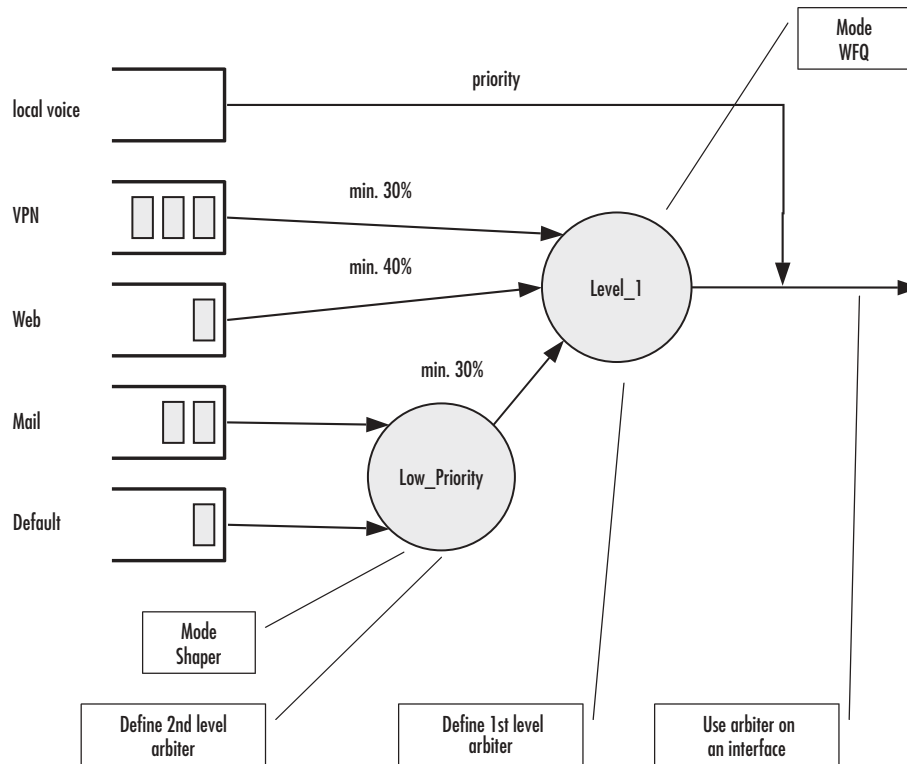 Mode
WFQ
local voice
priority
VPN
min. 30%
min. 40%
Web
Level_1
min. 30%
Mail
Low_Priority
Default
Mode
Shaper
Define 2nd level
arbiter
Define 1st level
arbiter
Use arbiter on
an interface